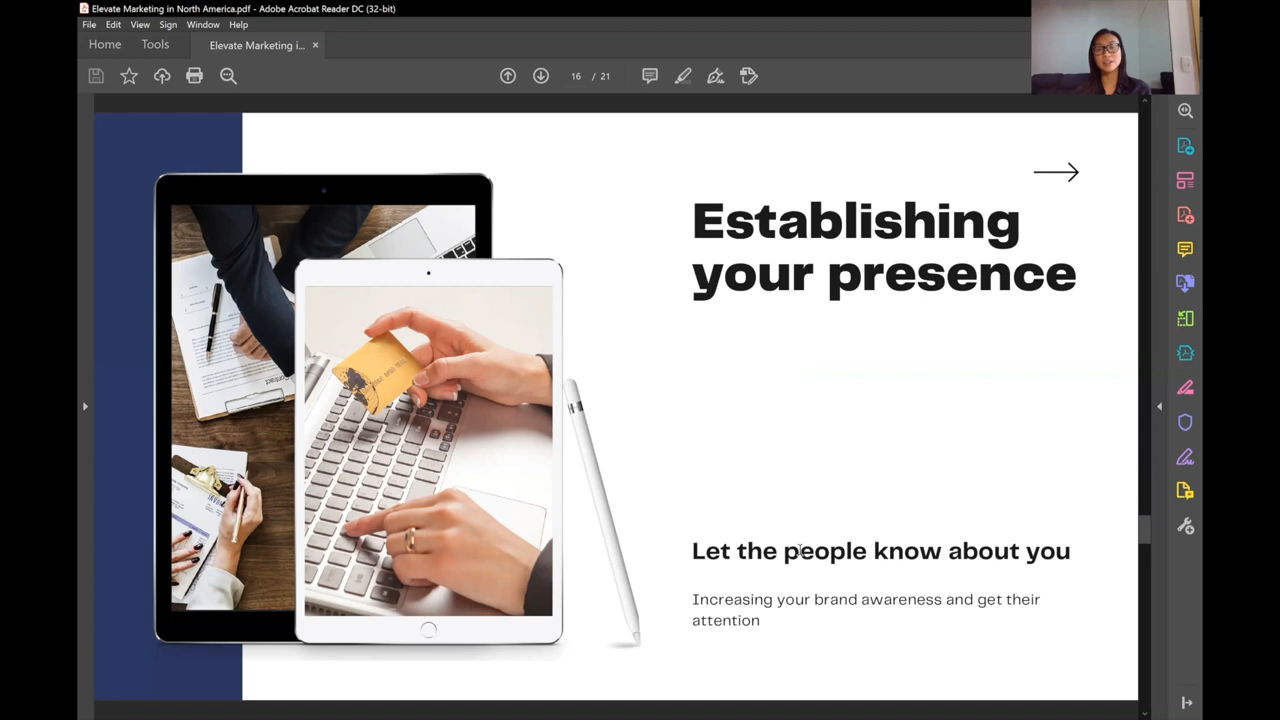 Elevate Marketing in North America.pdf - Adobe Acrobat Reader DC (32-bit)
File Edit View Sign Window Help
Home Tools Elevate Marketing i... ×
16 / 21
Establishing
your presence
Let the people know about you
Increasing your brand awareness and get their
attention